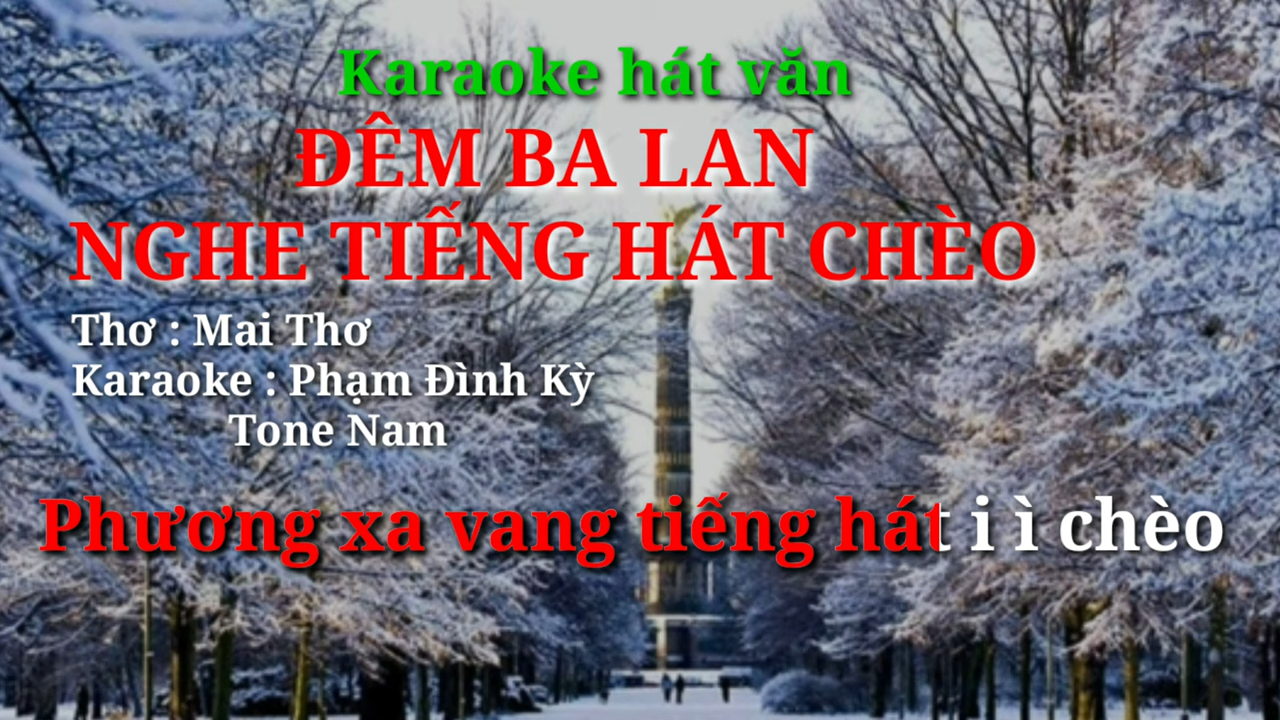 Karaoke hát văn
ĐÊM BA LAN
NGHE TIẾNG HÁT CHÈO
Thơ : Mai Thơ
Karaoke : Phạm Đình Kỳ
Tone Nam
Phương xa vang tiếng hát i ì chèo